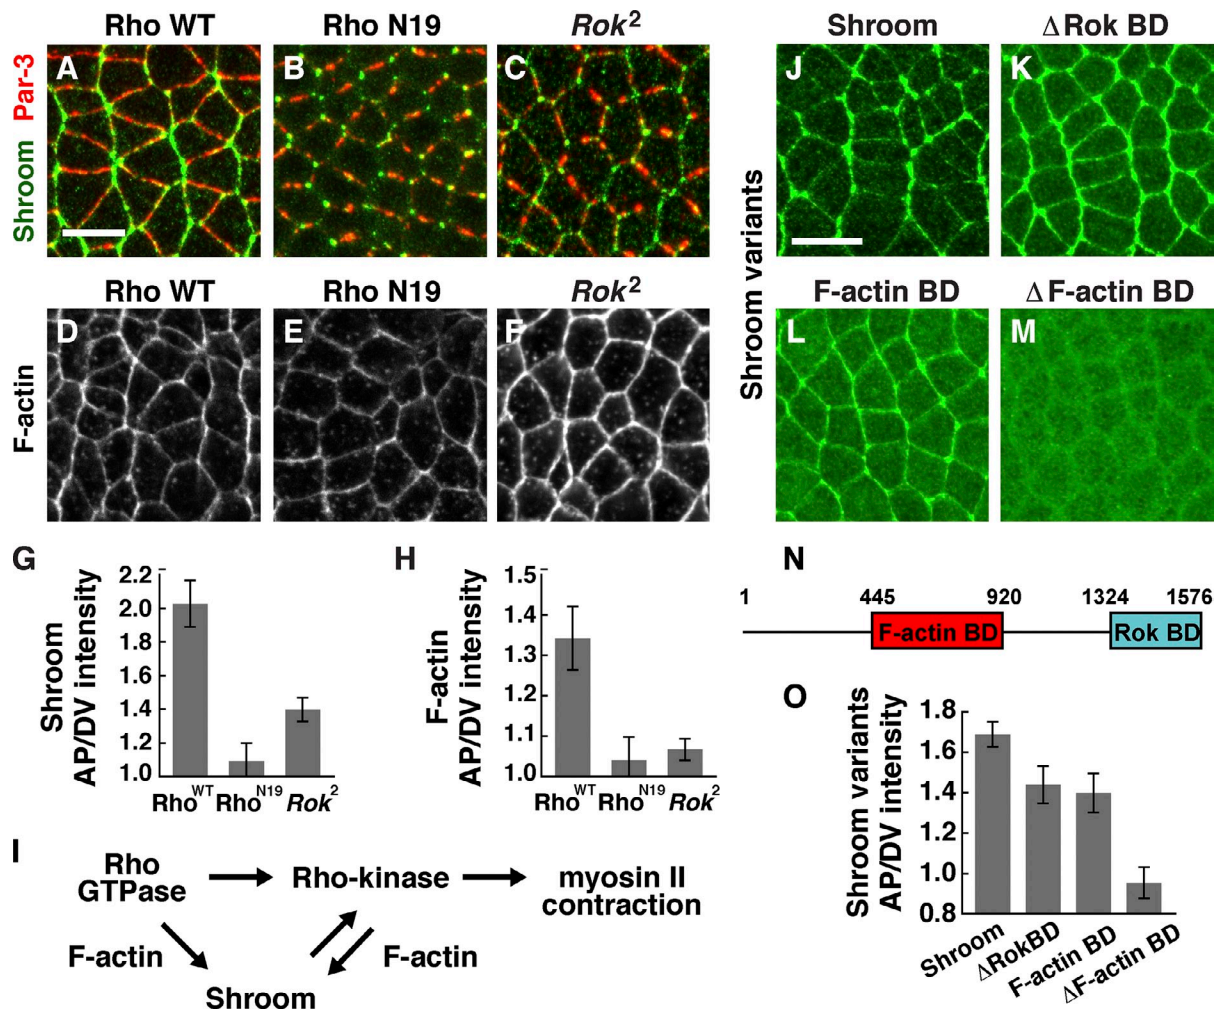 Rho WT
Rho N19
Rok2
Shroom
ΔRok BD
Shroom Par-3
A
B
C
J
K
Rho WT
Rho N19
Rok2
F-actin BD
ΔF-actin BD
F-actin
D
E
F
L
M
Shroom variants
G
Shroom
AP/DV intensity
2.2
2.0
1.8
1.6
1.4
1.2
1.0
RhoWT
RhoN19
Rok2
H
F-actin
AP/DV intensity
1.5
1.4
1.3
1.2
1.1
1.0
RhoWT
RhoN19
Rok2
N
1
445
920
1324
1576
F-actin BD
Rok BD
I
Rho
GTPase
Rho-kinase
myosin II
contraction
F-actin
F-actin
Shroom
O
Shroom variants
AP/DV intensity
1.8
1.6
1.4
1.2
1.0
0.8
Shroom
ΔRokBD
F-actin BD
ΔF-actin BD